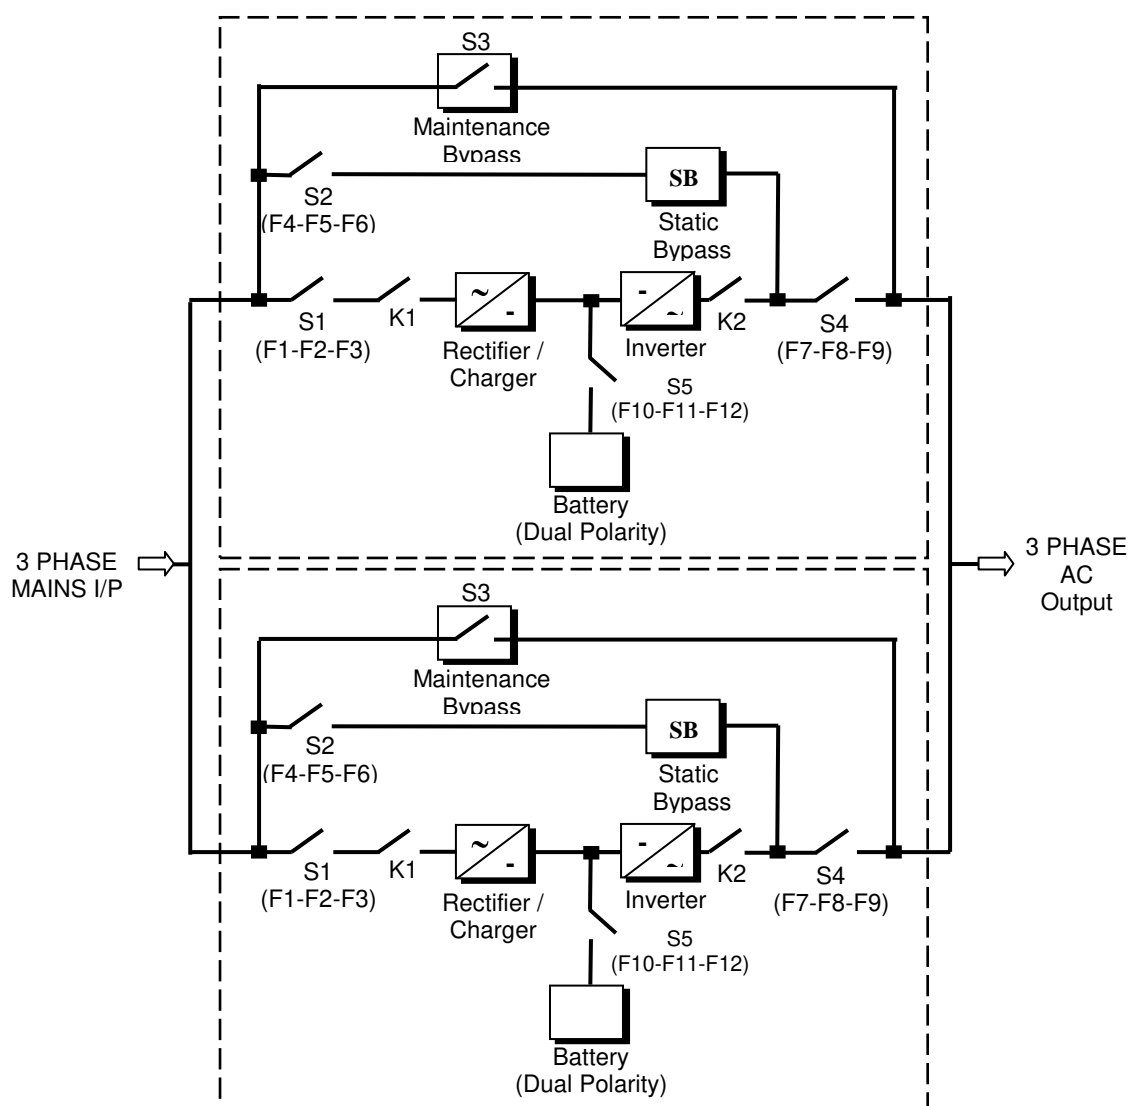 S3
Maintenance
Bypass
S2
(F4-F5-F6)
SB
Static
Bypass
~
-
-
~
S1
(F1-F2-F3)
K1
Rectifier /
Charger
Inverter
K2
S4
(F7-F8-F9)
S5
(F10-F11-F12)
Battery
(Dual Polarity)
3 PHASE
MAINS I/P
3 PHASE
AC
Output
S3
Maintenance
Bypass
S2
(F4-F5-F6)
SB
Static
Bypass
~
-
-
~
S1
(F1-F2-F3)
K1
Rectifier /
Charger
Inverter
K2
S4
(F7-F8-F9)
S5
(F10-F11-F12)
Battery
(Dual Polarity)